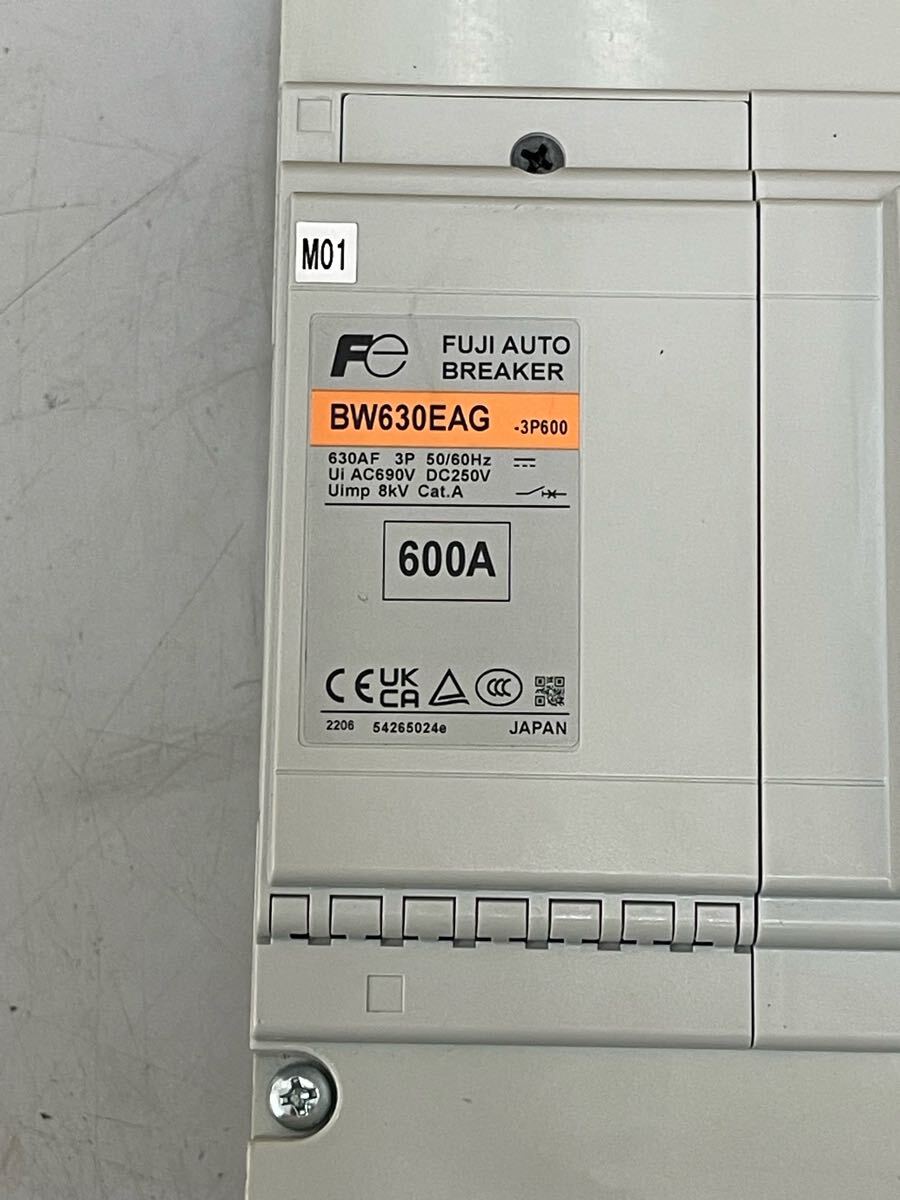 M01
Fe FUJI AUTO
BREAKER
BW630EAG -3P600
630AF 3P 50/60Hz
Ui AC690V DC250V
Uimp 8kV Cat.A
600A
CE UK
CA CCC
2206 54265024e JAPAN